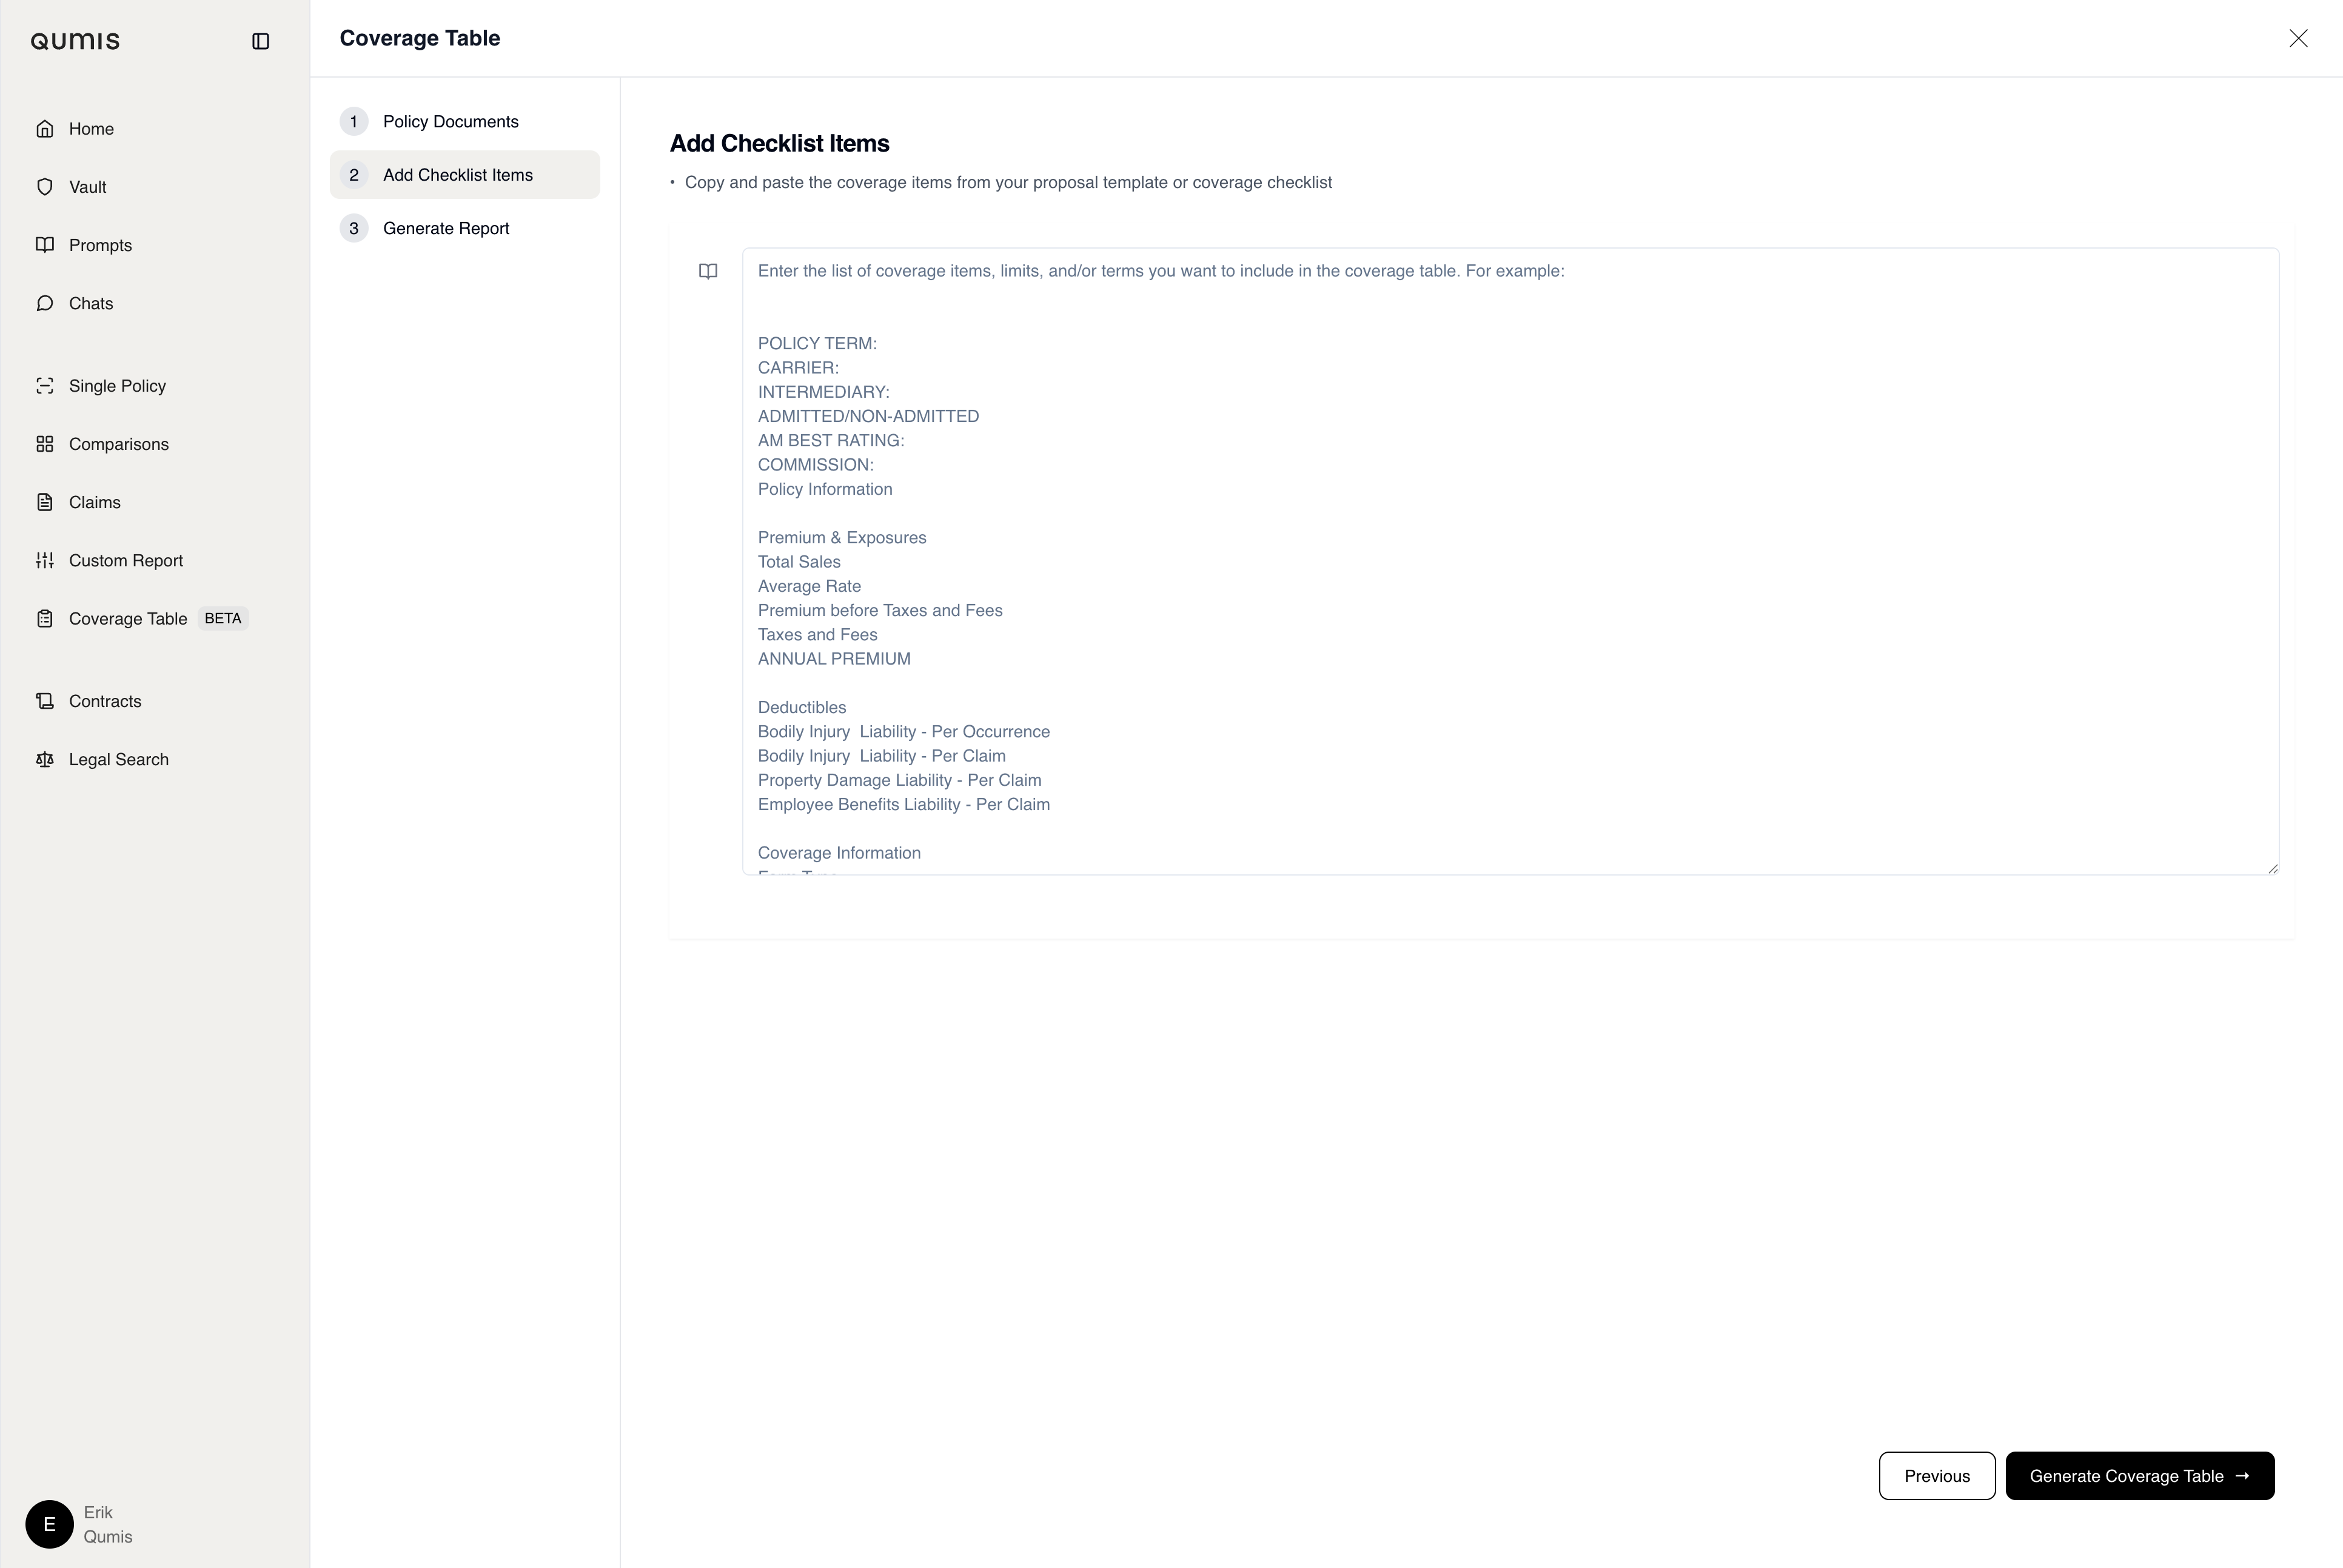 QUMIS
Home
Vault
Prompts
Chats
Single Policy
Comparisons
Claims
Custom Report
Coverage Table BETA
Contracts
Legal Search
E
Erik
Qumis
Coverage Table
1 Policy Documents
2 Add Checklist Items
3 Generate Report
Add Checklist Items
• Copy and paste the coverage items from your proposal template or coverage checklist
Enter the list of coverage items, limits, and/or terms you want to include in the coverage table. For example:
POLICY TERM:
CARRIER:
INTERMEDIARY:
ADMITTED/NON-ADMITTED
AM BEST RATING:
COMMISSION:
Policy Information
Premium & Exposures
Total Sales
Average Rate
Premium before Taxes and Fees
Taxes and Fees
ANNUAL PREMIUM
Deductibles
Bodily Injury  Liability - Per Occurrence
Bodily Injury  Liability - Per Claim
Property Damage Liability - Per Claim
Employee Benefits Liability - Per Claim
Coverage Information
Previous
Generate Coverage Table →